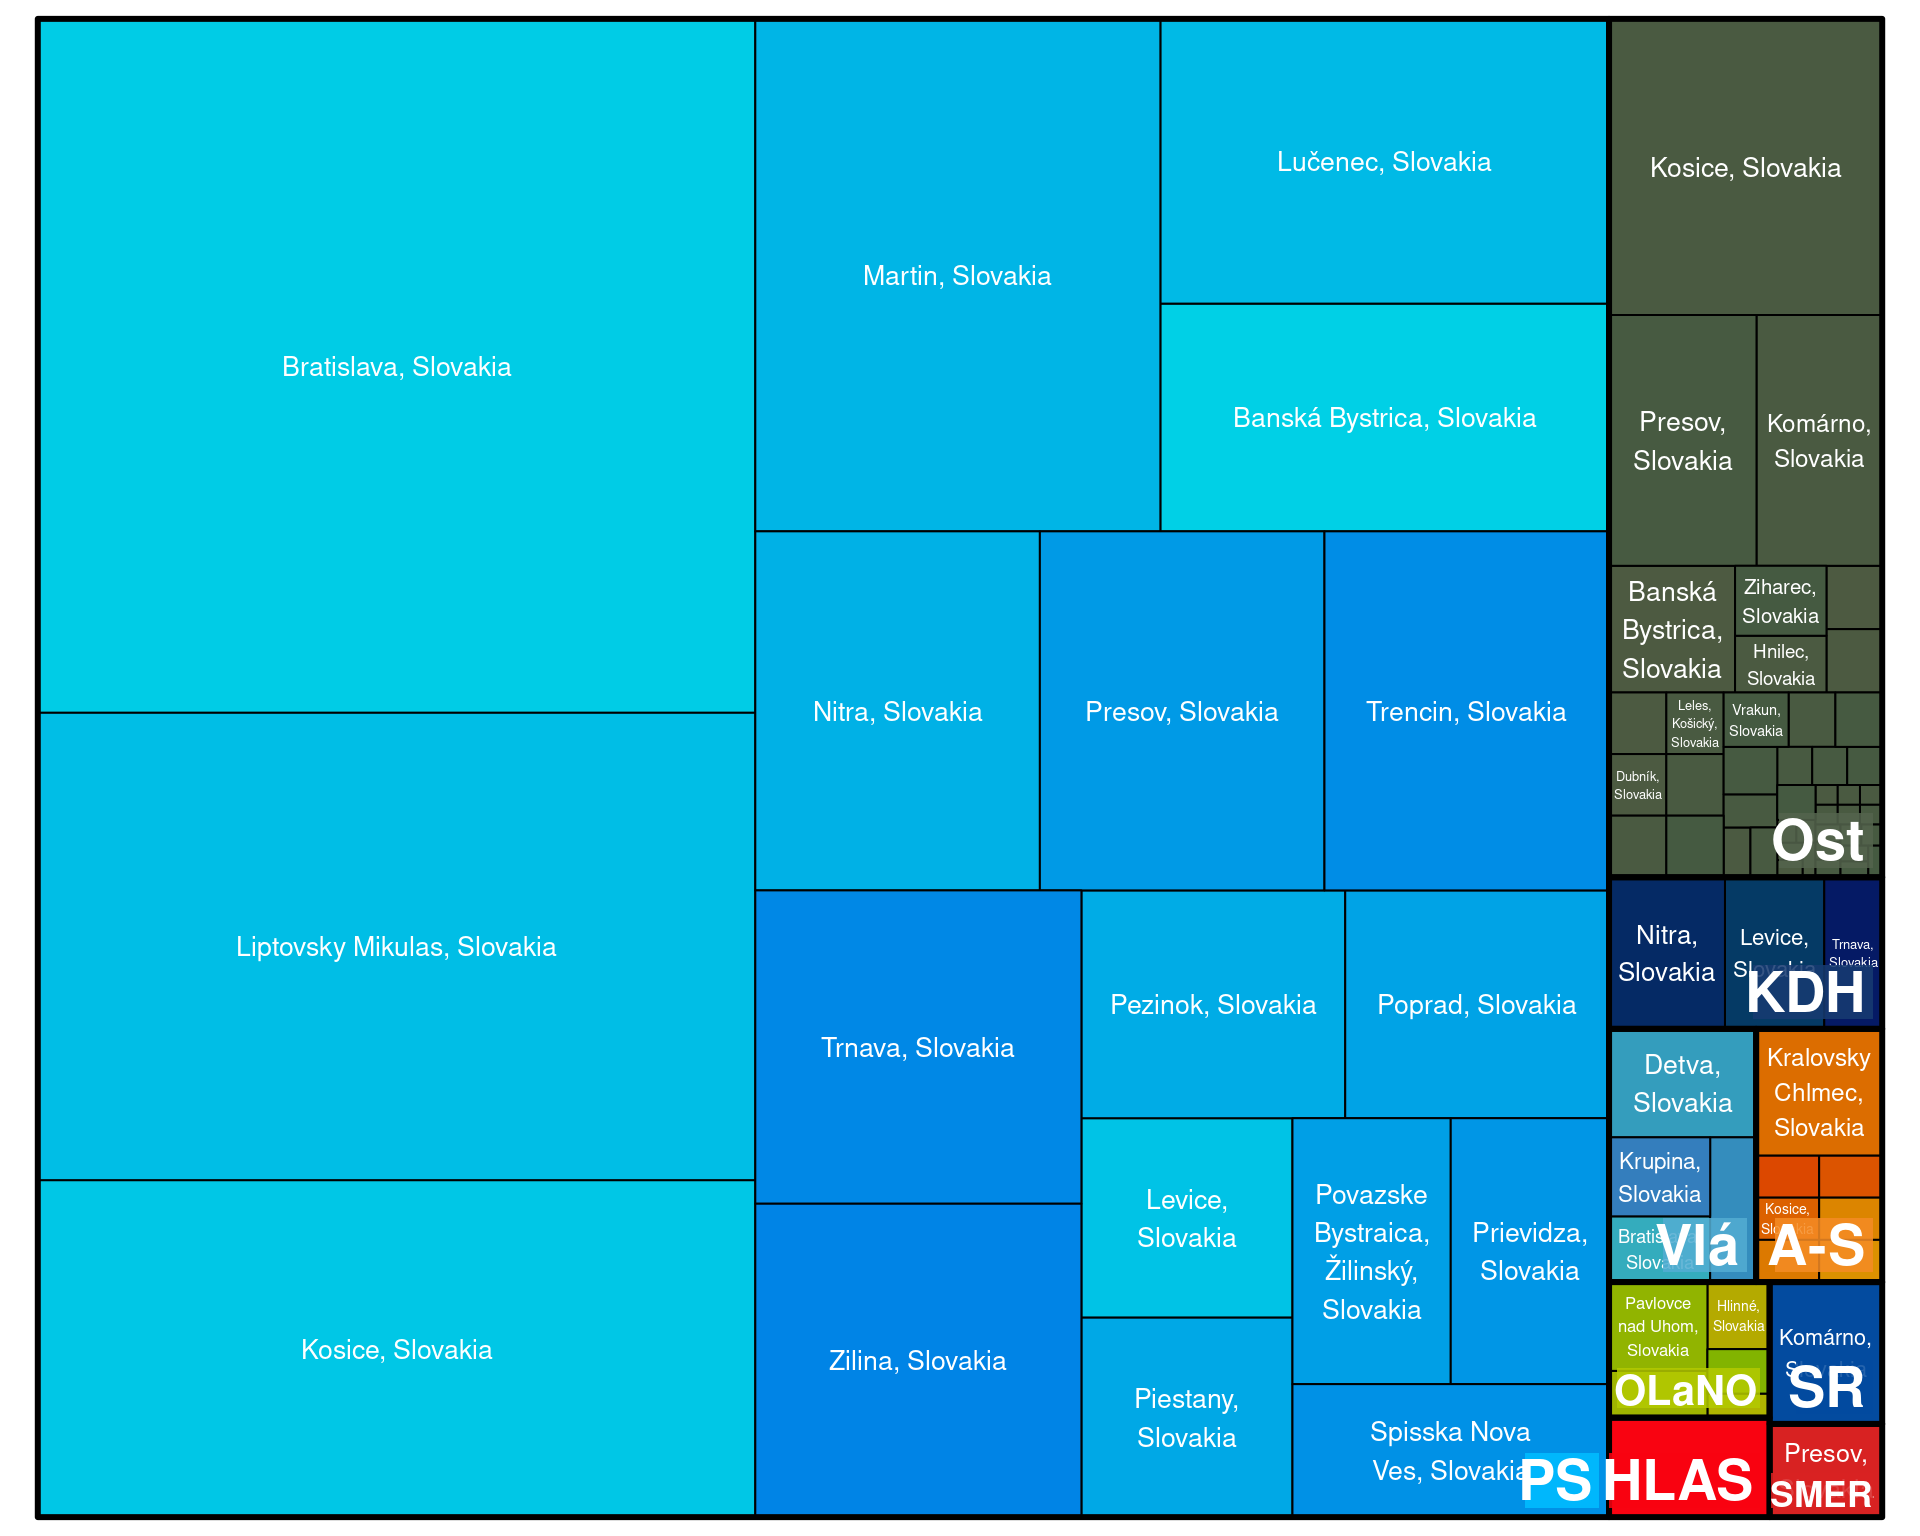 Bratislava, Slovakia
Liptovsky Mikulas, Slovakia
Kosice, Slovakia
Martin, Slovakia
Lučenec, Slovakia
Banská Bystrica, Slovakia
Nitra, Slovakia
Presov, Slovakia
Trencin, Slovakia
Trnava, Slovakia
Zilina, Slovakia
Pezinok, Slovakia
Poprad, Slovakia
Levice,
Slovakia
Piestany,
Slovakia
Povazske
Bystraica,
Žilinský,
Slovakia
Prievidza,
Slovakia
Spisska Nova
Ves, Slovakia
PS
Kosice, Slovakia
Presov,
Slovakia
Komárno,
Slovakia
Banská
Bystrica,
Slovakia
Ziharec,
Slovakia
Hnilec,
Slovakia
Leles,
Košický,
Slovakia
Vrakun,
Slovakia
Dubník,
Slovakia
Ost
Nitra,
Slovakia
Levice,
Slovakia
Trnava,
Slovakia
KDH
Detva,
Slovakia
Krupina,
Slovakia
Vlá
Kralovsky
Chlmec,
Slovakia
Kosice,
Slovakia
A-S
Pavlovce
nad Uhom,
Slovakia
Hlinné,
Slovakia
OLaNO
Komárno,
Slovakia
SR
HLAS
Presov,
SMER